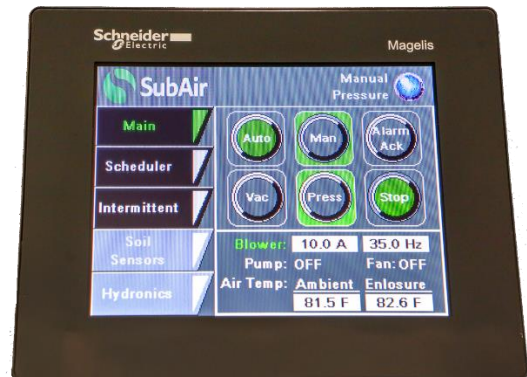 Schneider
Electric
Magelis
SubAir
Manual
Pressure
Main
Scheduler
Intermittent
Soil
Sensors
Hydronics
Auto
Man
Alarm
Ack
Vac
Press
Stop
Blower: 10.0 A 35.0 Hz
Pump: OFF Fan: OFF
Air Temp: Ambient Enlosure
81.5 F 82.6 F